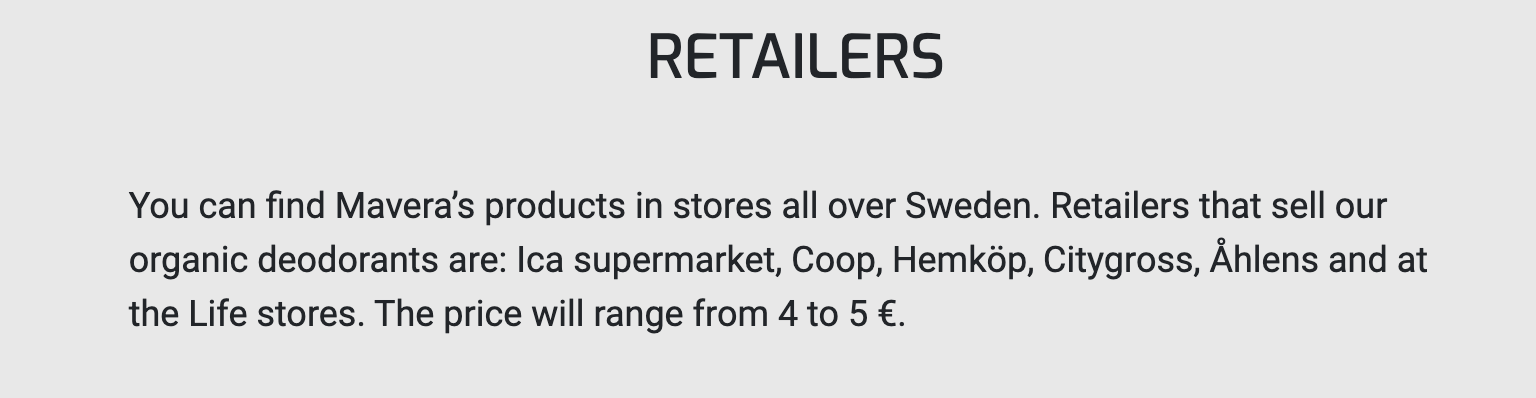 RETAILERS
You can find Mavera’s products in stores all over Sweden. Retailers that sell our
organic deodorants are: Ica supermarket, Coop, Hemköp, Citygross, Åhlens and at
the Life stores. The price will range from 4 to 5 €.